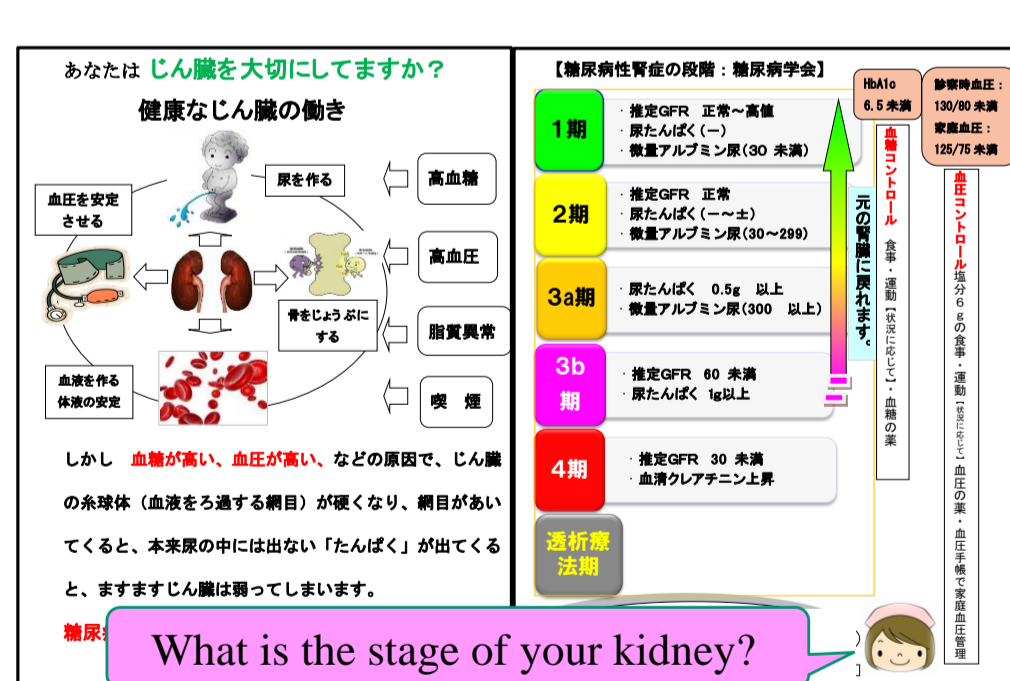 あなたは じん臓を大切にしてますか？
健康なじん臓の働き
尿を作る
血圧を安定
させる
骨をじょうぶに
する
血液を作る
体液の安定
高血糖
高血圧
脂質異常
喫 煙
しかし 血糖が高い、血圧が高い、などの原因で、じん臓
の糸球体（血液をろ過する網目）が硬くなり、網目があい
てくると、本来尿の中には出ない「たんぱく」が出てくる
と、ますますじん臓は弱ってしまいます。
糖尿
【糖尿病性腎症の段階：糖尿病学会】
1期
・推定GFR 正常～高値
・尿たんぱく（－）
・微量アルブミン尿（30 未満）
2期
・推定GFR 正常
・尿たんぱく（－～±）
・微量アルブミン尿（30～299）
3a期
・尿たんぱく 0.5g 以上
・微量アルブミン尿（300 以上）
3b
期
・推定GFR 60 未満
・尿たんぱく 1g以上
4期
・推定GFR 30 未満
・血清クレアチニン上昇
透析療
法期
元の腎臓に戻れます。
HbA1c
6.5 未満
血糖コントロール 食事・運動【状況に応じて】・血糖の薬
診察時血圧：
130/80 未満
家庭血圧：
125/75 未満
血圧コントロール塩分６ｇの食事・運動【状況に応じて】血圧の薬・血圧手帳で家庭血圧管理
What is the stage of your kidney?